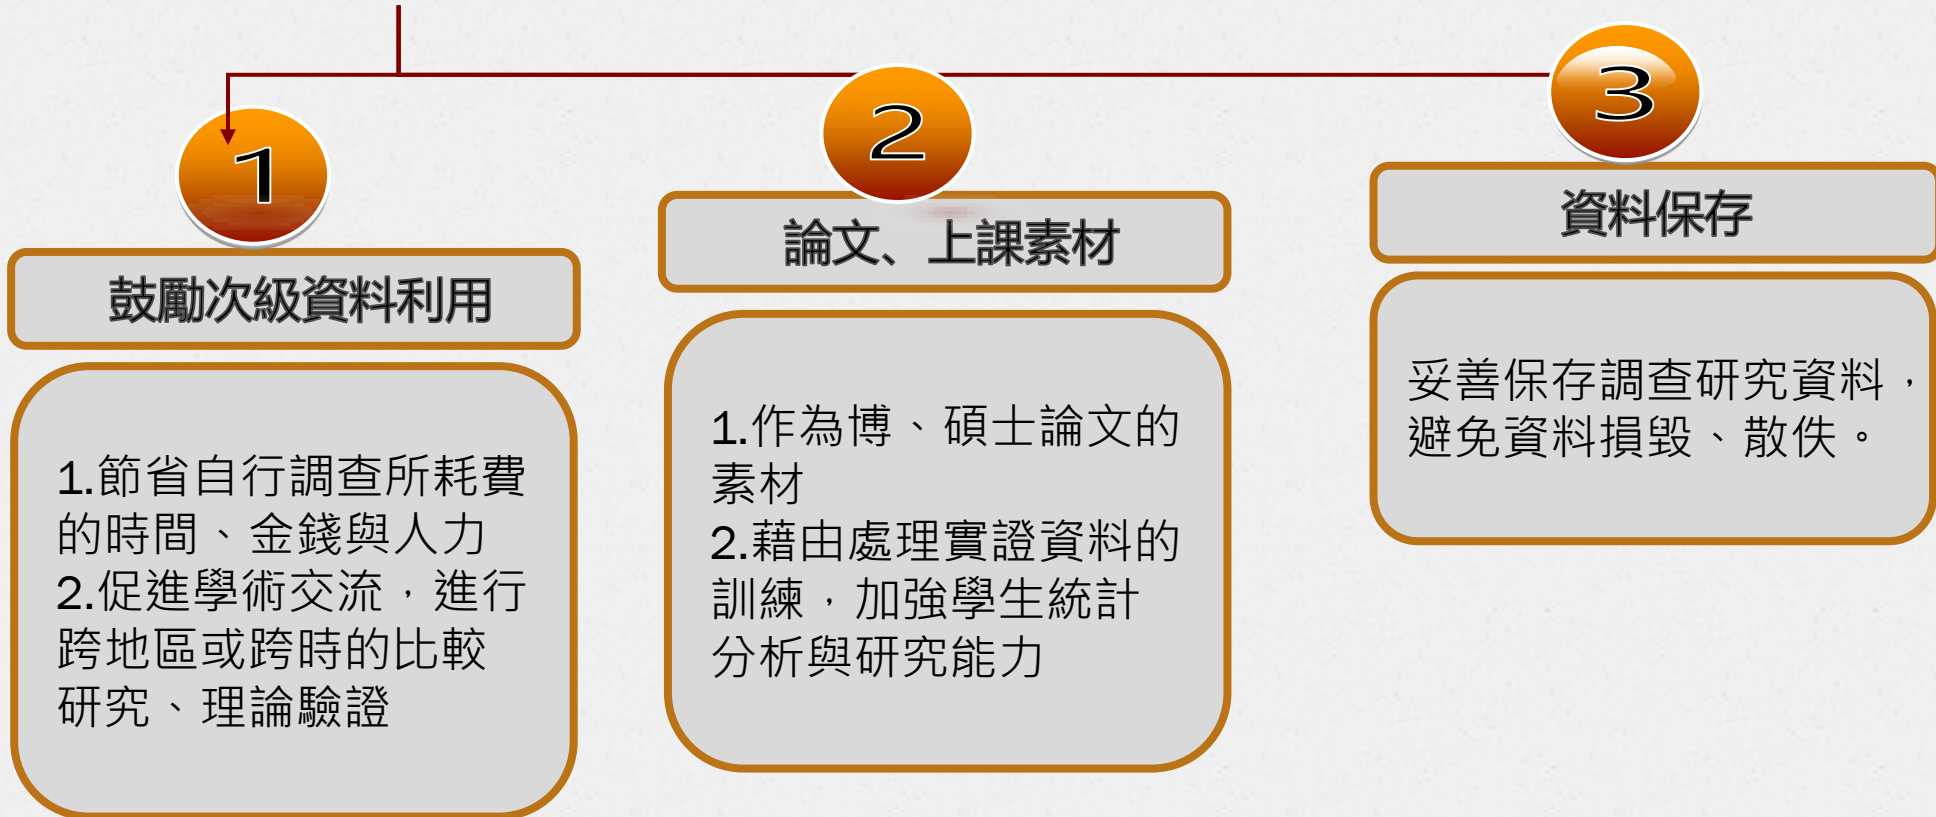 1
鼓勵次級資料利用
1.節省自行調查所耗費
的時間、金錢與人力
2.促進學術交流，進行
跨地區或跨時的比較
研究、理論驗證
2
論文、上課素材
1.作為博、碩士論文的
素材
2.藉由處理實證資料的
訓練，加強學生統計
分析與研究能力
3
資料保存
妥善保存調查研究資料，
避免資料損毀、散佚。